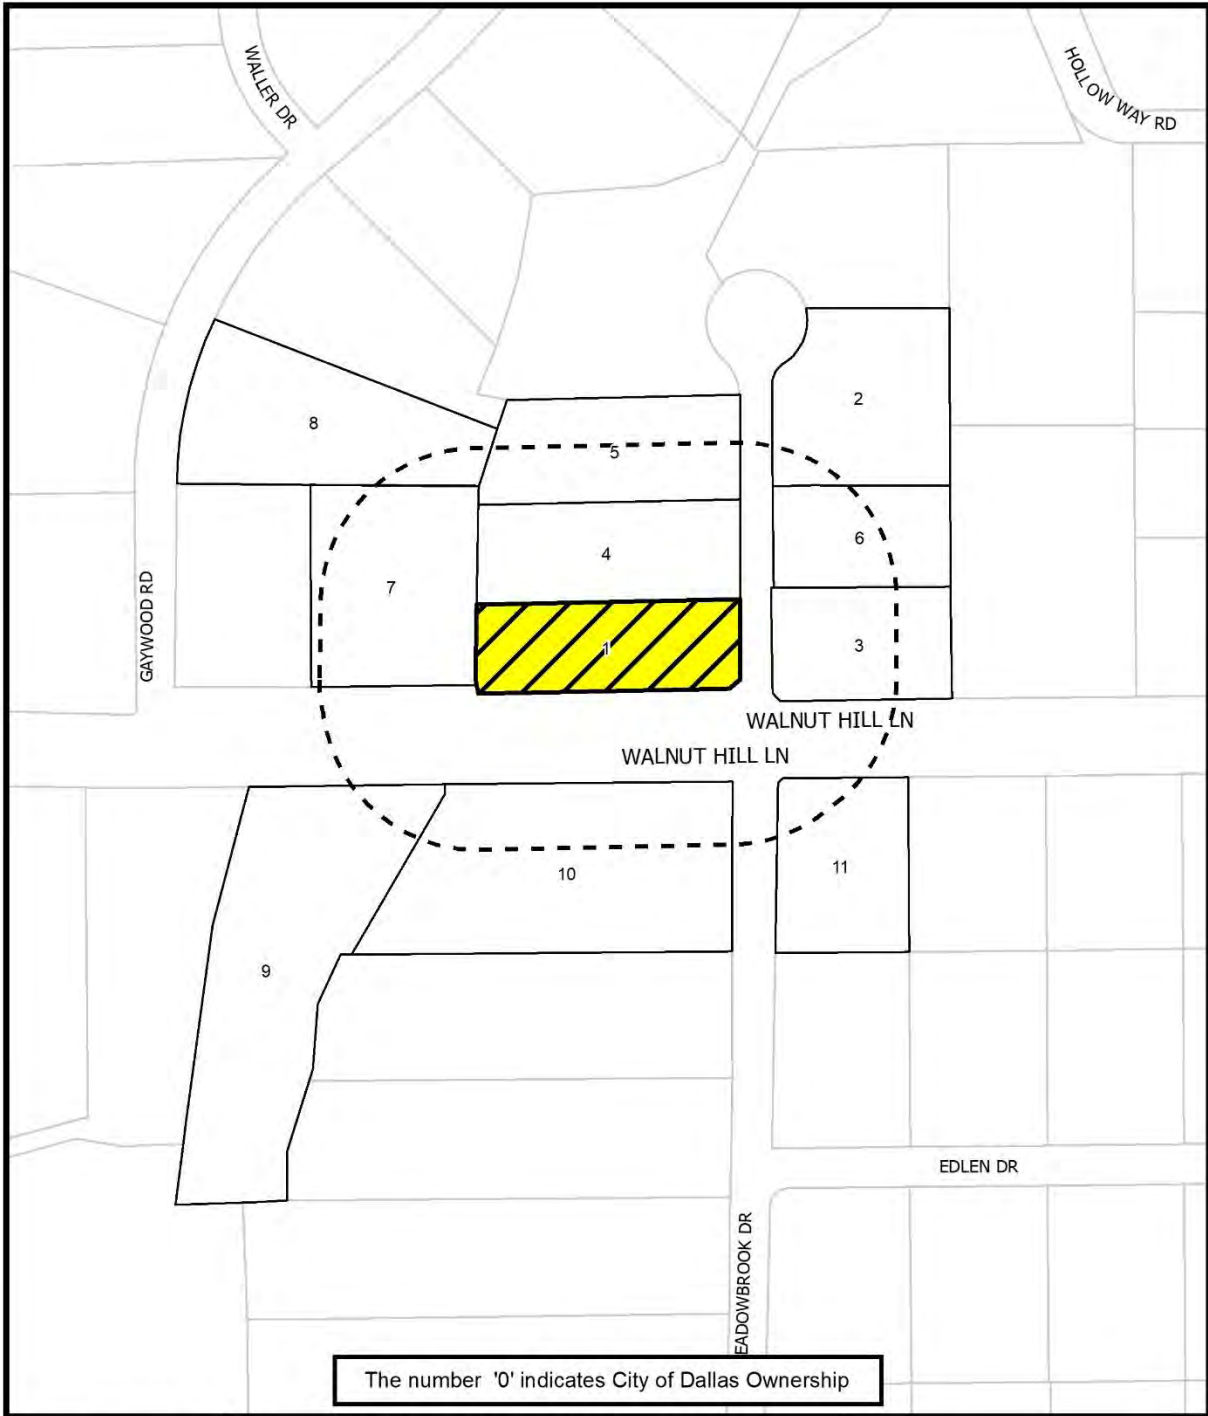 WALLER DR
HOLLOW WAY RD
2
8
5
6
4
7
GAYWOOD RD
1
3
WALNUT HILL LN
WALNUT HILL LN
10
11
9
EDLEN DR
EADOWBROOK DR
The number '0' indicates City of Dallas Ownership